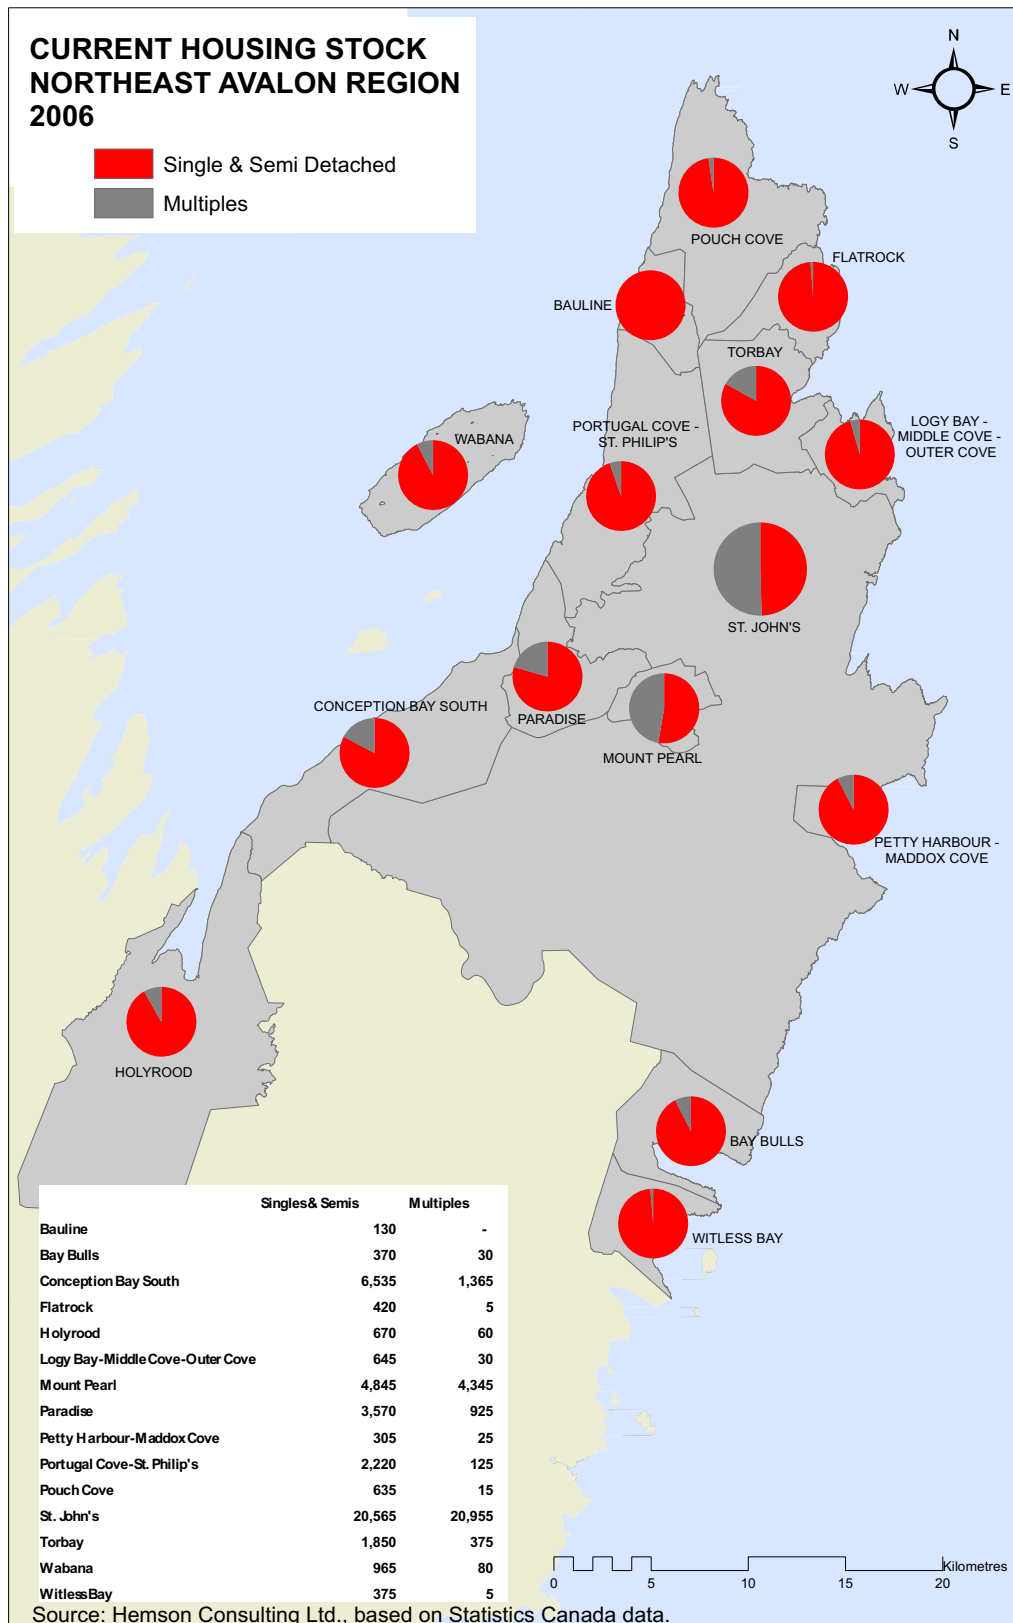 CURRENT HOUSING STOCK
NORTHEAST AVALON REGION
2006
Single & Semi Detached
Multiples
N
W E
S
POUCH COVE
FLATROCK
BAULINE
TORBAY
LOGY BAY -
MIDDLE COVE -
OUTER COVE
PORTUGAL COVE -
ST. PHILIP'S
WABANA
ST. JOHN'S
CONCEPTION BAY SOUTH
PARADISE
MOUNT PEARL
PETTY HARBOUR -
MADDOX COVE
HOLYROOD
BAY BULLS
WITLESS BAY
Singles & Semis Multiples
Bauline 130 -
Bay Bulls 370 30
Conception Bay South 6,535 1,365
Flatrock 420 5
Holyrood 670 60
Logy Bay-Middle Cove-Outer Cove 645 30
Mount Pearl 4,845 4,345
Paradise 3,570 925
Petty Harbour-Maddox Cove 305 25
Portugal Cove-St. Philip's 2,220 125
Pouch Cove 635 15
St. John's 20,565 20,955
Torbay 1,850 375
Wabana 965 80
Witless Bay 375 5
Kilometres
0 5 10 15 20
Source: Hemson Consulting Ltd., based on Statistics Canada data.